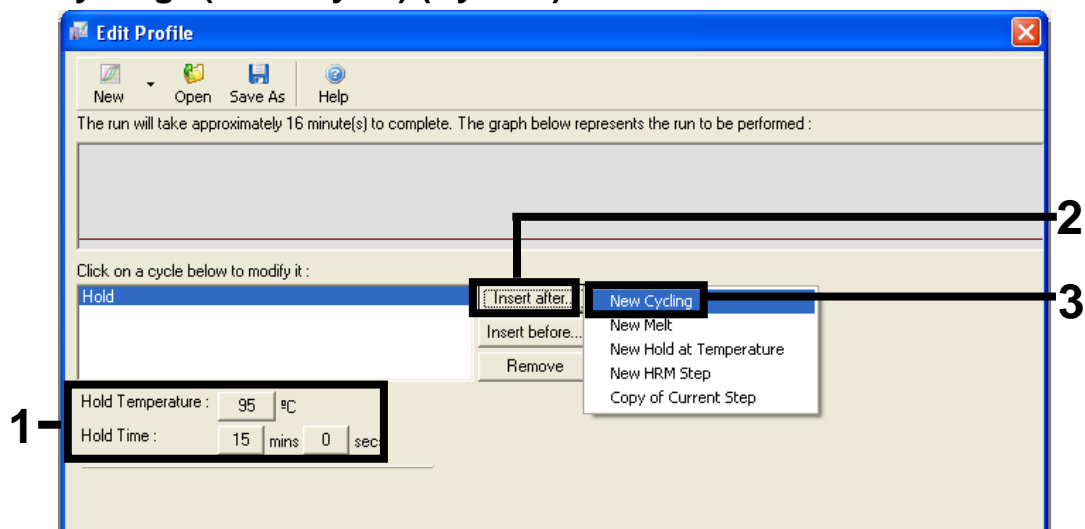 Edit Profile
New Open Save As Help
The run will take approximately 16 minute(s) to complete. The graph below represents the run to be performed :
2
Click on a cycle below to modify it :
Hold
Insert after...
New Cycling
3
Insert before...
New Melt
New Hold at Temperature
Remove
New HRM Step
Copy of Current Step
1
Hold Temperature : 95 ºC
Hold Time : 15 mins 0 sec